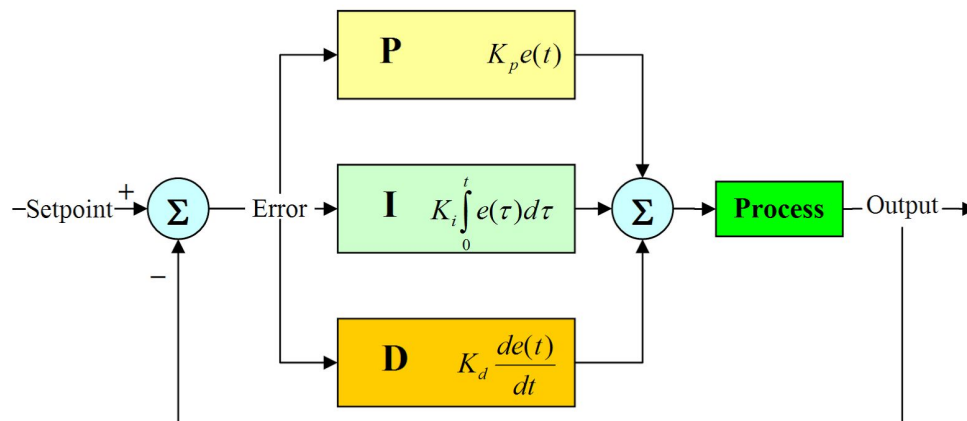 P K_p e(t)
–Setpoint + Σ Error I K_i ∫_0^t e(τ)dτ Σ Process Output
–
D K_d de(t)/dt